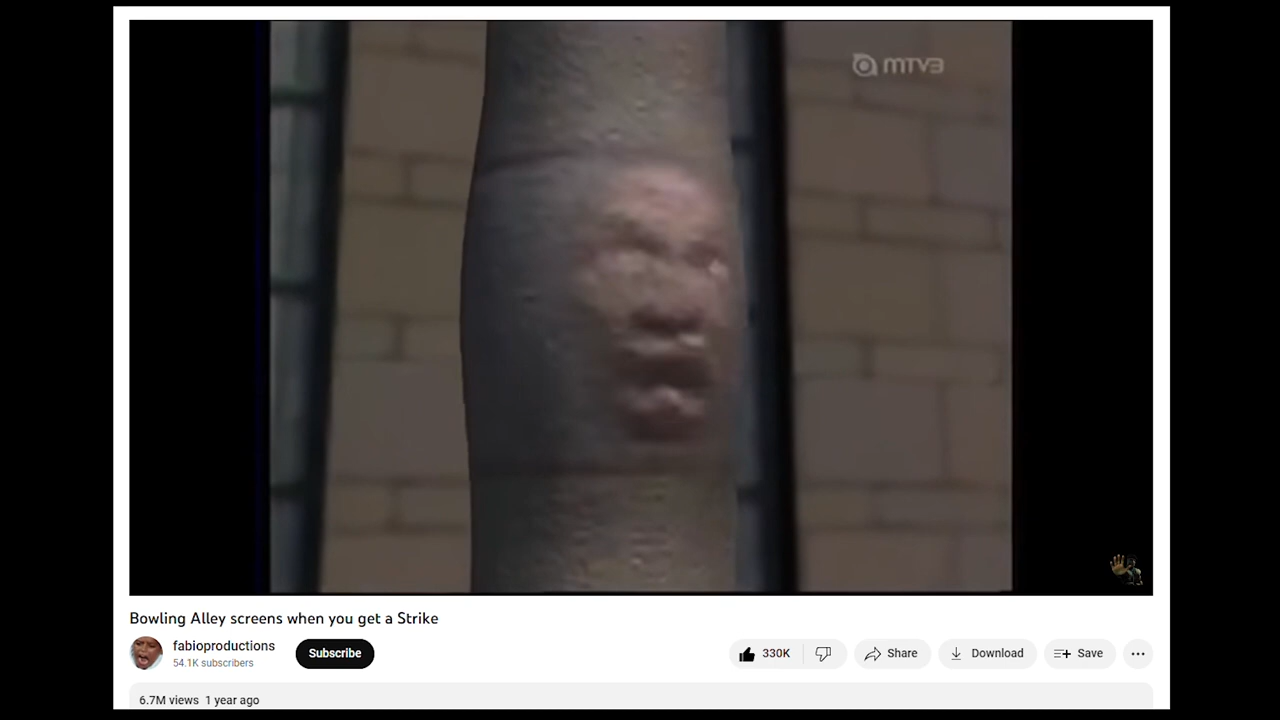 MTV3
Bowling Alley screens when you get a Strike
fabioproductions
54.1K subscribers
Subscribe
330K
Share
Download
Save
6.7M views 1 year ago